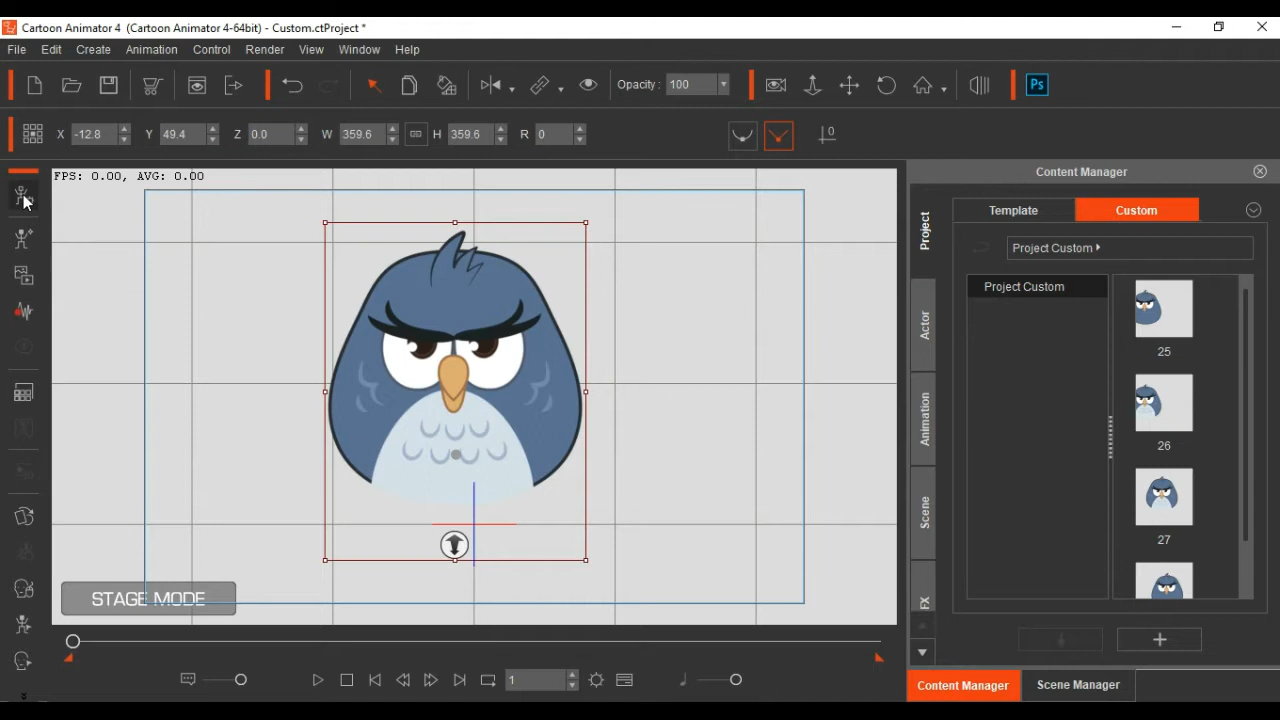 Cartoon Animator 4 (Cartoon Animator 4-64bit) - Custom.ctProject *
File Edit Create Animation Control Render View Window Help
Opacity : 100 Ps
X -12.8 Y 49.4 Z 0.0 W 359.6 H 359.6 R 0 0
FPS: 0.00, AVG: 0.00
STAGE MODE
1
Content Manager
Project
Actor
Animation
Scene
FX
Template Custom
Project Custom
Project Custom
25
26
27
Content Manager Scene Manager